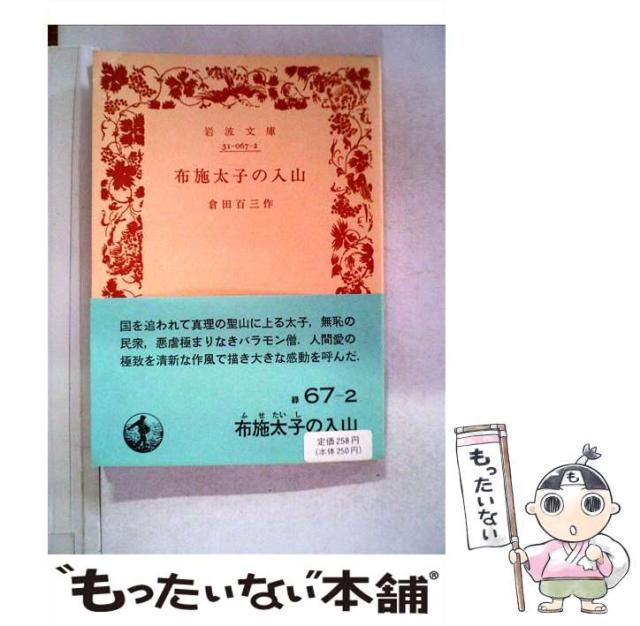 岩波文庫
31-067-2
布施太子の入山
倉田百三作
国を追われて真理の聖山に上る太子，無恥の
民衆，悪虐極まりなきバラモン僧．人間愛の
極致を清新な作風で描き大きな感動を呼んだ．
緑 67-2
ふせたいし
布施太子の入山
定価258円
(本体250円)
も
もったいない
"もったいない"本舗®